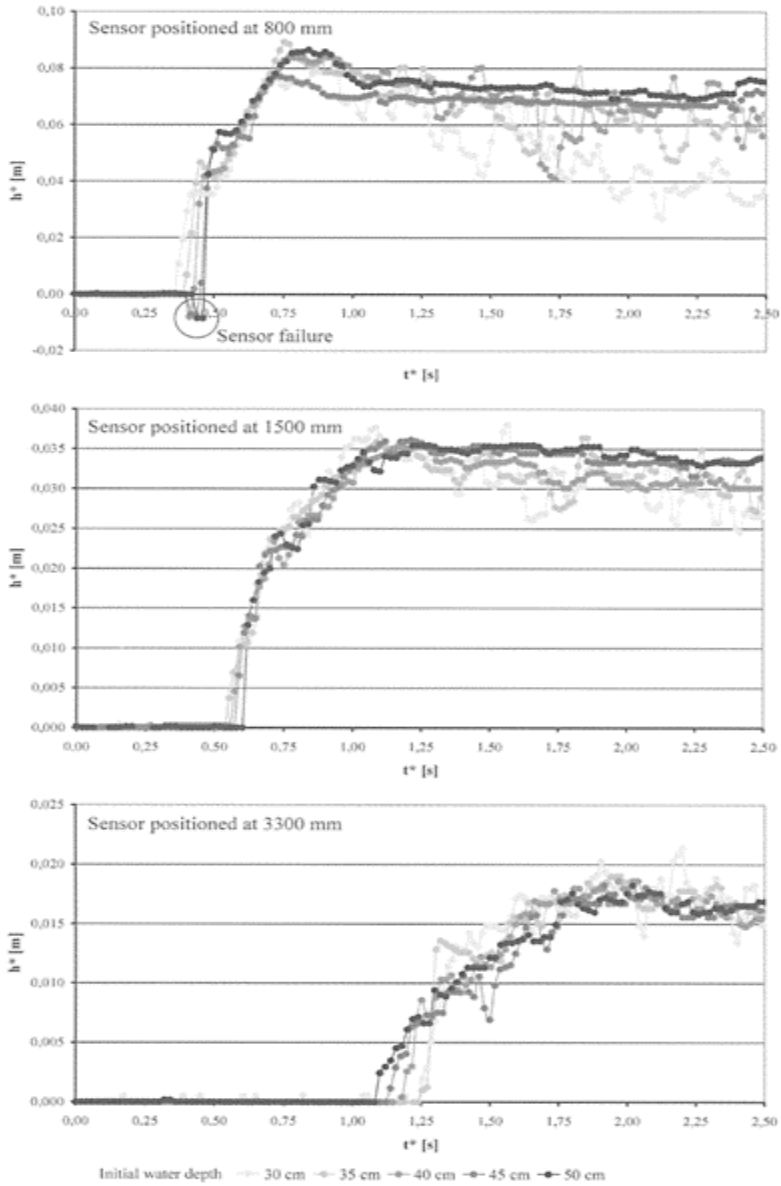 Sensor positioned at 800 mm
0,10
0,08
0,06
0,04
0,02
0,00
-0,02
h* [m]
0,00 0,25 0,50 0,75 1,00 1,25 1,50 1,75 2,00 2,25 2,50
Sensor failure
t* [s]
Sensor positioned at 1500 mm
0,040
0,035
0,030
0,025
0,020
0,015
0,010
0,005
0,000
h* [m]
0,00 0,25 0,50 0,75 1,00 1,25 1,50 1,75 2,00 2,25 2,50
t* [s]
Sensor positioned at 3300 mm
0,025
0,020
0,015
0,010
0,005
0,000
h* [m]
0,00 0,25 0,50 0,75 1,00 1,25 1,50 1,75 2,00 2,25 2,50
t* [s]
Initial water depth 30 cm 35 cm 40 cm 45 cm 50 cm